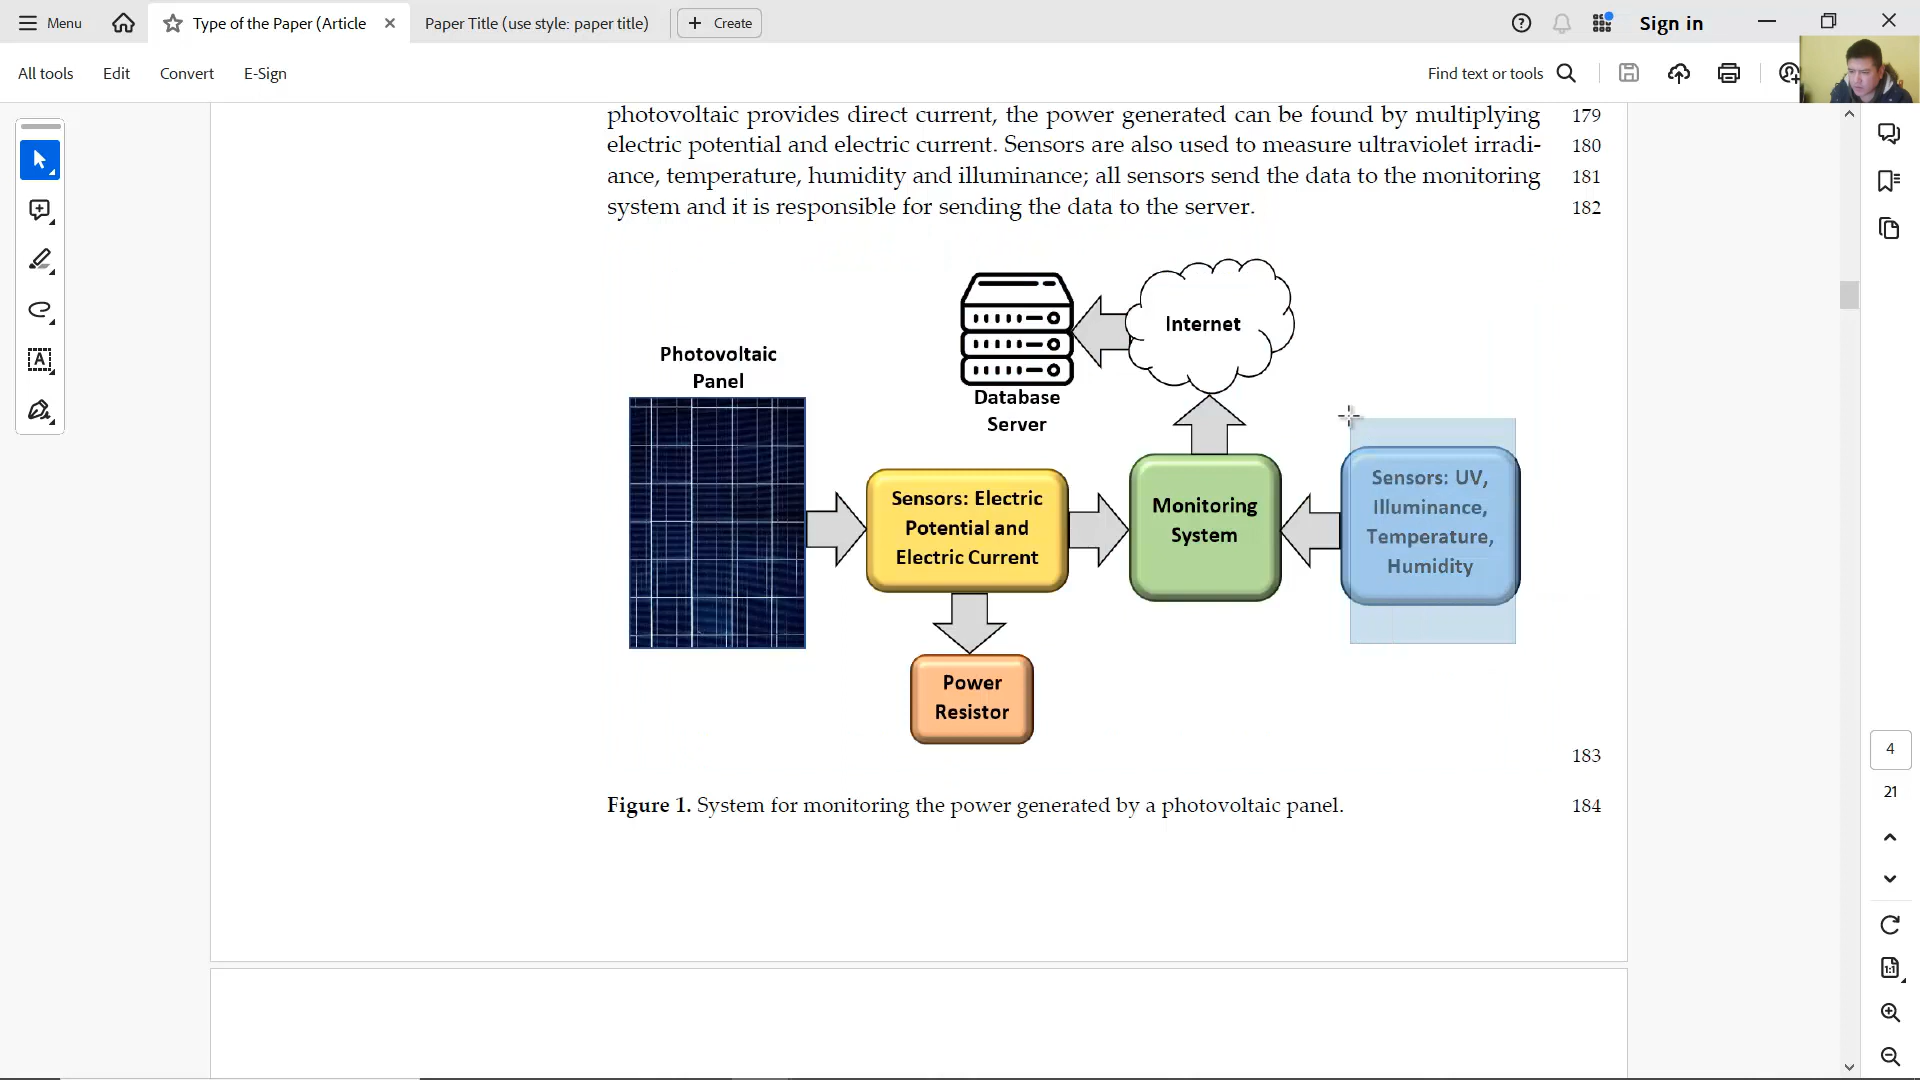 Menu
Type of the Paper (Article
Paper Title (use style: paper title)
Create
Sign in
All tools
Edit
Convert
E-Sign
Find text or tools
photovoltaic provides direct current, the power generated can be found by multiplying 179
electric potential and electric current. Sensors are also used to measure ultraviolet irradi- 180
ance, temperature, humidity and illuminance; all sensors send the data to the monitoring 181
system and it is responsible for sending the data to the server. 182
Internet
Photovoltaic
Panel
Database
Server
Sensors: Electric
Potential and
Electric Current
Monitoring
System
Sensors: UV,
Illuminance,
Temperature,
Humidity
Power
Resistor
183
Figure 1. System for monitoring the power generated by a photovoltaic panel. 184
4
21
1:1